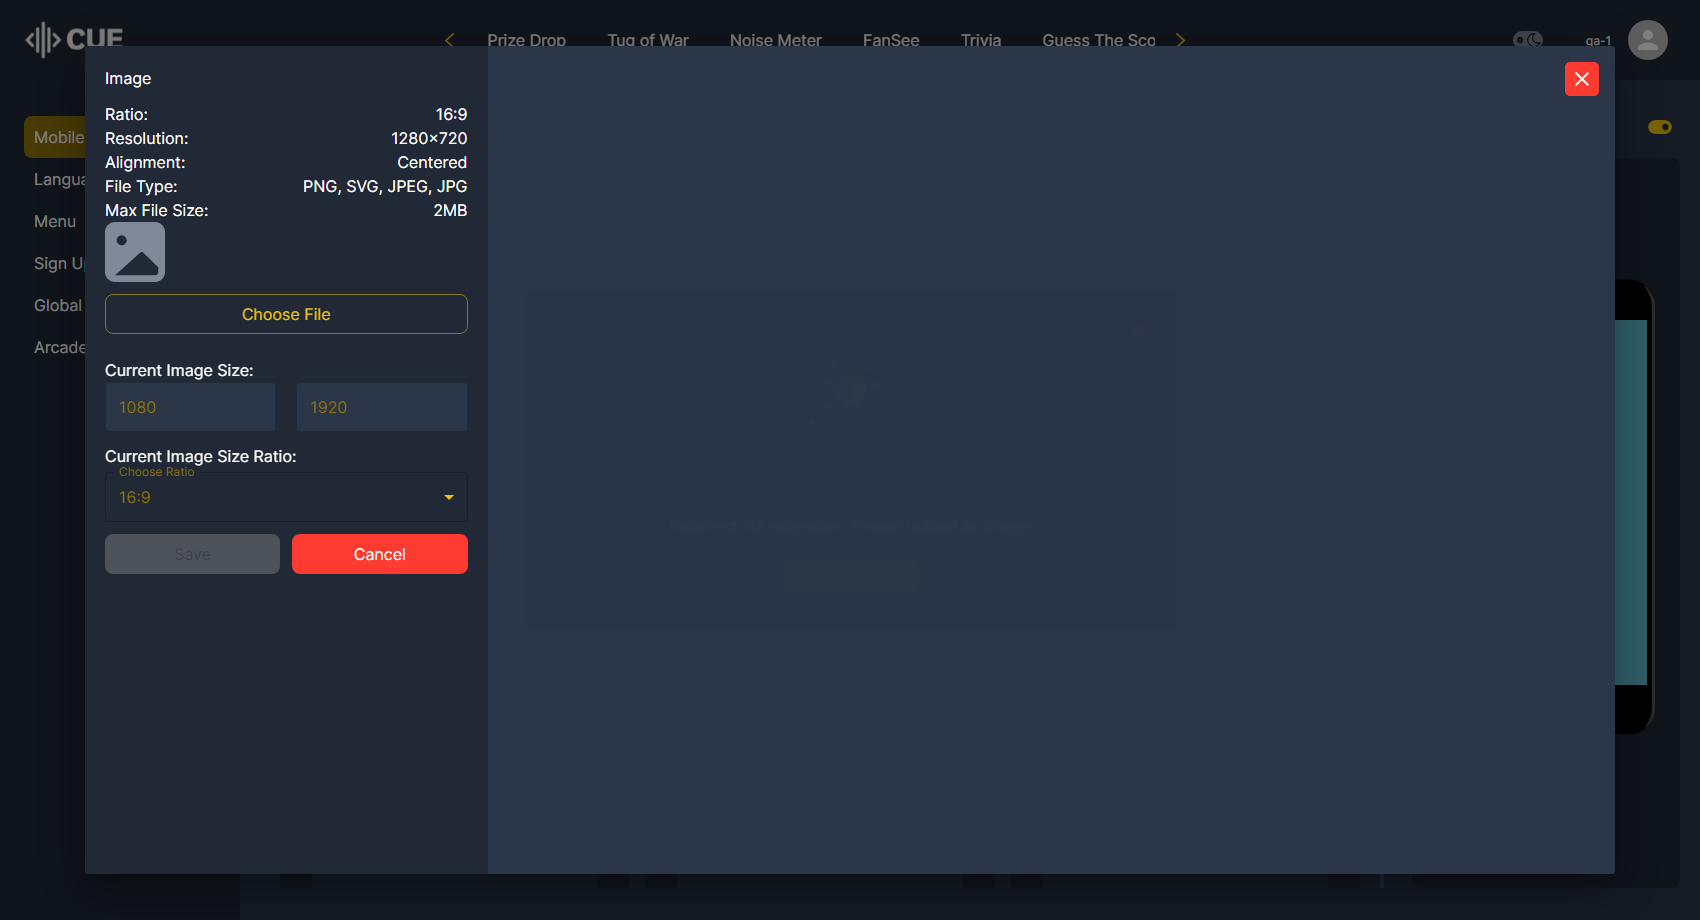 CUE
Prize Drop
Tug of War
Noise Meter
FanSee
Trivia
Guess The Sco
qa-1
Mobile
Langua
Menu
Sign Up
Global
Arcade
Image
Ratio: 16:9
Resolution: 1280×720
Alignment: Centered
File Type: PNG, SVG, JPEG, JPG
Max File Size: 2MB
Choose File
Current Image Size:
1080 1920
Current Image Size Ratio:
Choose Ratio
16:9
Save Cancel